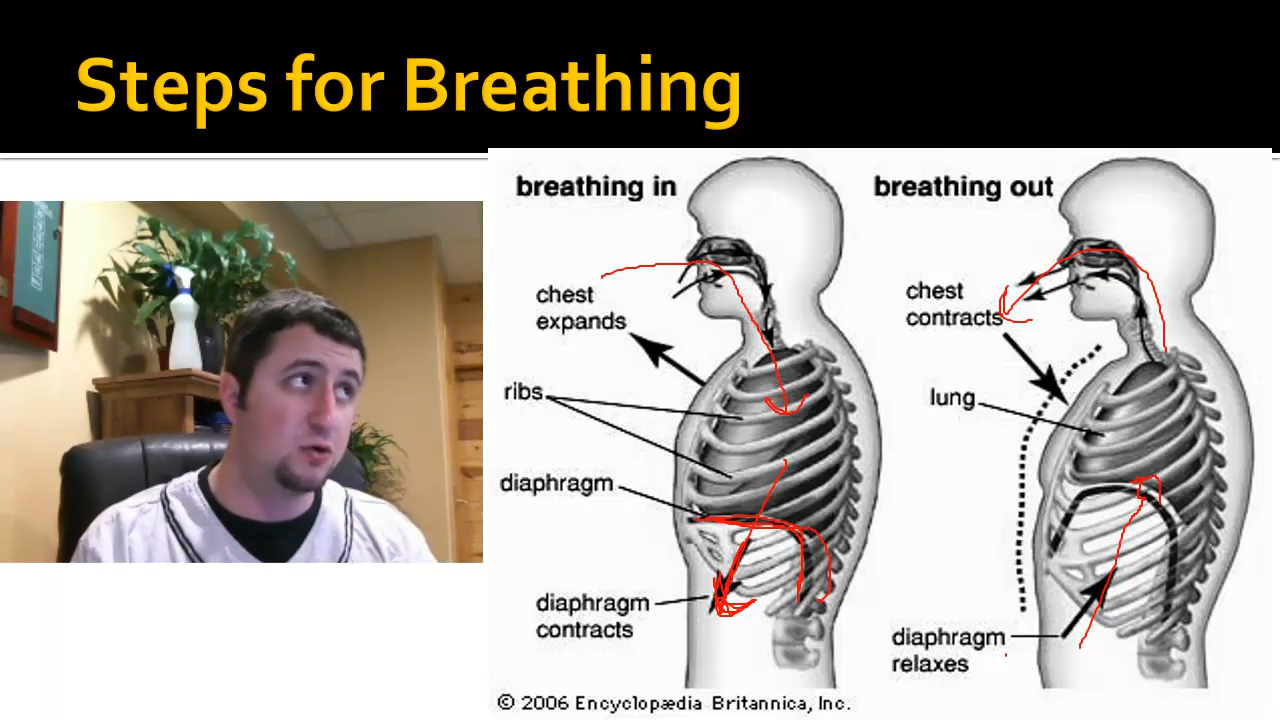 Steps for Breathing
breathing in
chest
expands
ribs
diaphragm
diaphragm
contracts
breathing out
chest
contracts
lung
diaphragm
relaxes
© 2006 Encyclopædia Britannica, Inc.